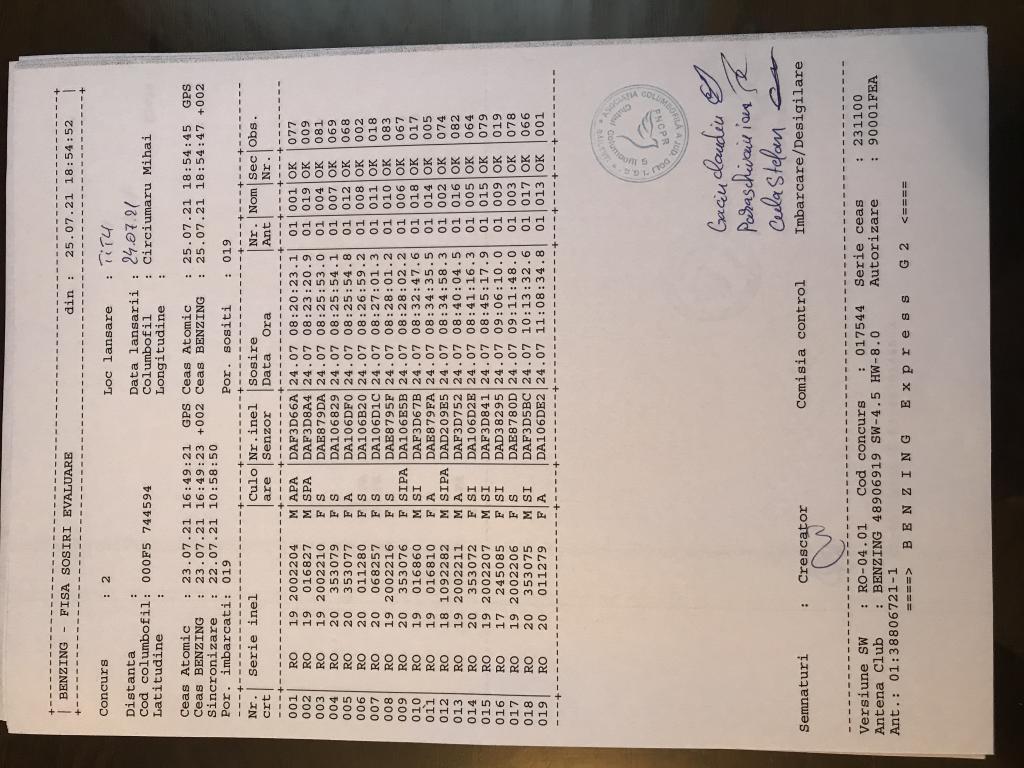 BENZING - FISA SOSIRI EVALUARE din : 25.07.21 18:54:52
Concurs : 2 Loc lansare : TITU
Distanta : Data lansarii : 24.07.21
Cod columbofil: 000F5 744594 Columbofil : Circiumaru Mihai
Latitudine : Longitudine :
Ceas Atomic : 23.07.21 16:49:21 GPS Ceas Atomic : 25.07.21 18:54:45 GPS
Ceas BENZING : 23.07.21 16:49:23 +002 Ceas BENZING : 25.07.21 18:54:47 +002
Sincronizare : 22.07.21 10:58:50
Por. imbarcati: 019 Por. sositi : 019
Nr. Serie inel |Culo|Nr.inel |Sosire |Nr. |Nom|Sec|Obs.
crt |are |Senzor |Data Ora |Ant |Nr.
001 RO 19 2002204 M APA DAF3D66A 24.07 08:20:23.1 01 001 OK 077
002 RO 19 016827 M SPA DAF3D8A4 24.07 08:23:20.9 01 019 OK 009
003 RO 19 2002210 F S DAE879DA 24.07 08:25:53.0 01 004 OK 081
004 RO 20 353079 F S DA106829 24.07 08:25:54.1 01 007 OK 069
005 RO 20 353077 F A DA106DF0 24.07 08:25:54.8 01 012 OK 068
006 RO 20 011280 F S DA106B20 24.07 08:26:59.2 01 008 OK 002
007 RO 20 068257 F S DA106D1C 24.07 08:27:01.3 01 011 OK 018
008 RO 19 2002216 F S DAE8795F 24.07 08:28:01.2 01 010 OK 083
009 RO 20 353076 F SIPA DA106E5B 24.07 08:28:02.2 01 006 OK 067
010 RO 19 016860 M SI DAF3D67B 24.07 08:32:47.6 01 018 OK 017
011 RO 19 016810 F A DAE879FA 24.07 08:34:35.5 01 014 OK 005
012 RO 18 1092282 M SIPA DAD209E5 24.07 08:34:58.3 01 002 OK 074
013 RO 19 2002211 M A DAF3D752 24.07 08:40:04.5 01 016 OK 082
014 RO 20 353072 F SI DA106D2E 24.07 08:41:16.3 01 005 OK 064
015 RO 19 2002207 M SI DAF3D841 24.07 08:45:17.9 01 015 OK 079
016 RO 17 245085 F SI DAD38295 24.07 09:06:10.0 01 009 OK 019
017 RO 19 2002206 F S DAE8780D 24.07 09:11:48.0 01 003 OK 078
018 RO 20 353075 M SI DAF3D5BC 24.07 10:13:32.6 01 017 OK 066
019 RO 20 011279 F A DA106DE2 24.07 11:08:34.8 01 013 OK 001
FNCPR
Semnaturi : Crescator Comisia control Imbarcare/Desigilare
Versiune SW : RO-04.01 Cod concurs : 017544 Serie ceas : 231100
Antena Club : BENZING 48906919 SW-4.5 HW-8.0 Autorizare : 90001FEA
Ant.: 01:38806721-1
====> B E N Z I N G E X p r e s s G 2 <====